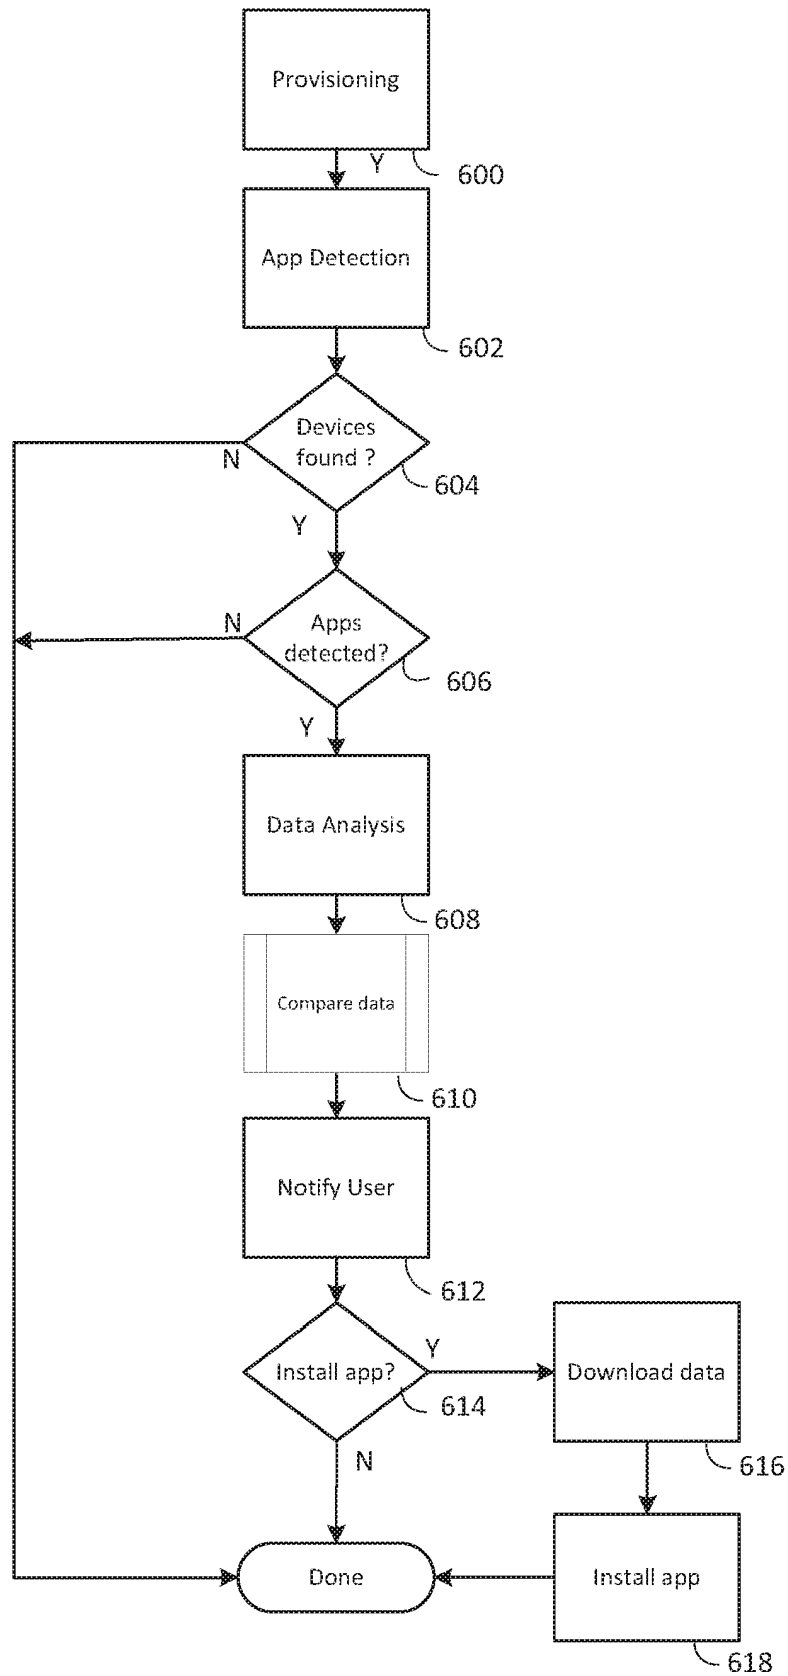 Provisioning
Y
600
App Detection
602
Devices
found ?
N
604
Y
N
Apps
detected?
606
Y
Data Analysis
608
Compare data
610
Notify User
612
Install app?
Y
614
Download data
616
N
Done
Install app
618